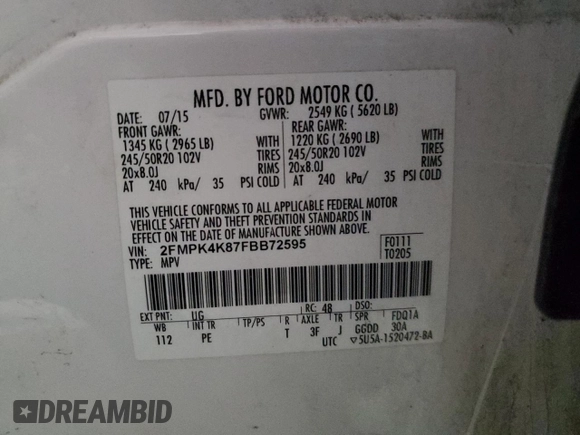 MFD. BY FORD MOTOR CO.
DATE: 07/15 GVWR: 2549 KG ( 5620 LB)
FRONT GAWR: REAR GAWR:
1345 KG ( 2965 LB) WITH 1220 KG ( 2690 LB) WITH
245/50R20 102V TIRES 245/50R20 102V TIRES
20x8.0J RIMS 20x8.0J RIMS
AT 240 kPa/ 35 PSI COLD AT 240 kPa/ 35 PSI COLD
THIS VEHICLE CONFORMS TO ALL APPLICABLE FEDERAL MOTOR
VEHICLE SAFETY AND THEFT PREVENTION STANDARDS IN
EFFECT ON THE DATE OF MANUFACTURE SHOWN ABOVE.
VIN: 2FMPK4K87FBB72595 F0111
TYPE: MPV T0205
EXT PNT: UG RC: 48 DSO: FDQ1A
WB INT TR TP/PS R AXLE TR SPR 30A
112 PE T 3F J GGDD
UTC ▽5U5A-1520472-BA
DREAMBID